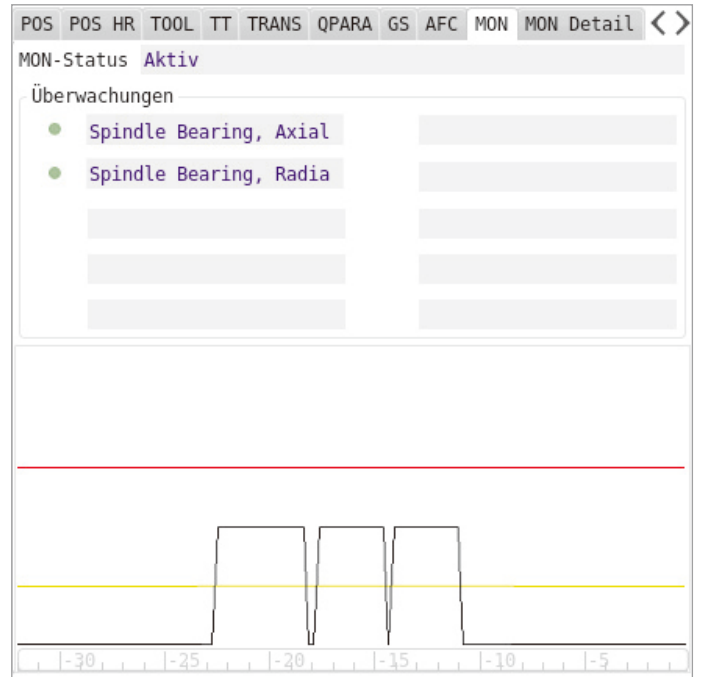 POS POS HR TOOL TT TRANS QPARA GS AFC MON MON Detail
MON-Status Aktiv
Überwachungen
Spindle Bearing, Axial
Spindle Bearing, Radia
-30 -25 -20 -15 -10 -5